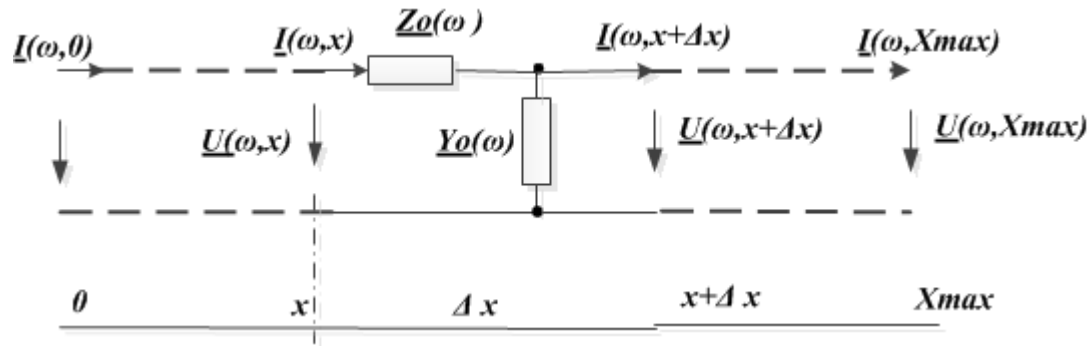 I(ω,0) I(ω,x) Zo(ω ) I(ω,x+Δx) I(ω,Xmax)
U(ω,x) Yo(ω) U(ω,x+Δx) U(ω,Xmax)
0 x Δ x x+Δ x Xmax